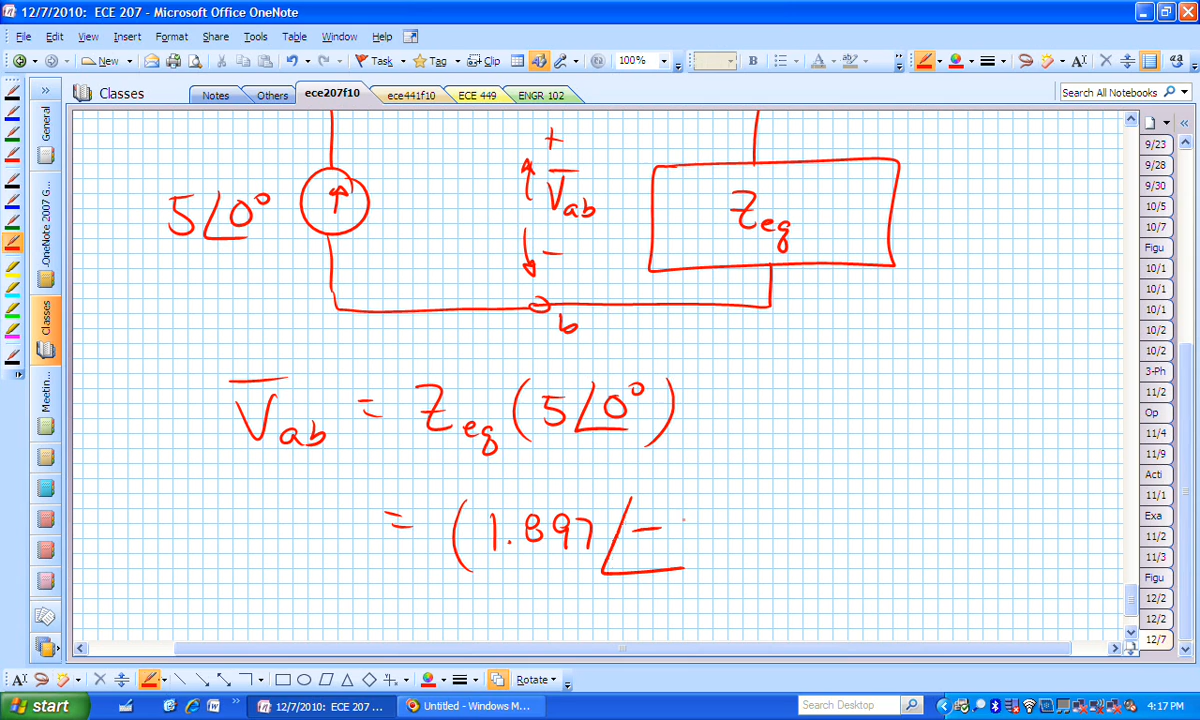 12/7/2010: ECE 207 - Microsoft Office OneNote
File Edit View Insert Format Share Tools Table Window Help
New Task Tag Clip 100% B A A ab
Classes Notes Others ece207f10 ece441f10 ECE 449 ENGR 102 Search All Notebooks
General
OneNote 2007 G...
Classes
Meetin...
5∠0°
+
V̅ab
−
b
Zeq
V̅ab = Zeq (5∠0°)
= (1.897∠−
9/23
9/28
9/30
10/5
10/7
Figu
10/1
10/1
10/1
10/2
10/2
3-Ph
11/2
Op
11/4
11/9
Acti
11/1
Exa
11/2
11/3
Figu
12/2
12/2
12/7
Rotate
start 12/7/2010: ECE 207 ... Untitled - Windows M... Search Desktop 4:17 PM